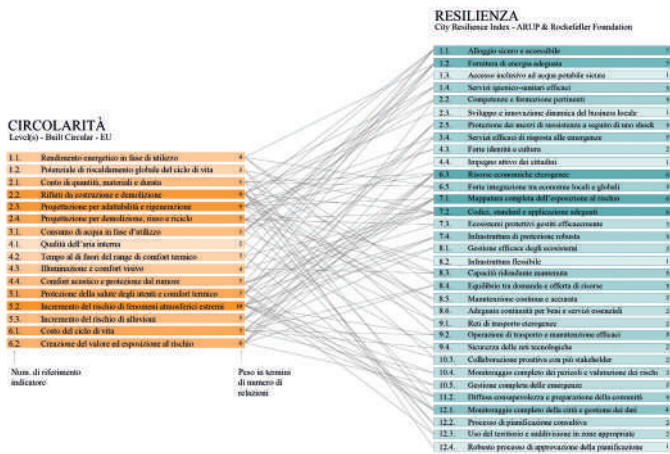 RESILIENZA
City Resilience Index - ARUP & Rockefeller Foundation
1.1. Alloggio sicuro e accessibile
1.2. Fornitura di energia adeguata
1.3. Accesso inclusivo ad acqua potabile sicura
1.4. Servizi igienico-sanitari efficaci
2.2. Competenze e formazione pertinenti
2.3. Sviluppo e innovazione dinamica del business locale
2.5. Protezione dei mezzi di sussistenza a seguito di uno shock
3.4. Servizi efficaci di risposta alle emergenze
4.3. Forte identità e cultura
4.4. Impegno attivo dei cittadini
6.3. Risorse economiche eterogenee
6.5. Forte integrazione tra economie locali e globali
7.1. Mappatura completa dell'esposizione al rischio
7.2. Codici, standard e applicazione adeguati
7.3. Ecosistemi protettivi gestiti efficacemente
7.4. Infrastruttura di protezione robusta
8.1. Gestione efficace degli ecosistemi
8.2. Infrastruttura flessibile
8.3. Capacità ridondante mantenuta
8.4. Equilibrio tra domanda e offerta di risorse
8.5. Manutenzione continua e accurata
8.6. Adeguata continuità per beni e servizi essenziali
9.1. Reti di trasporto eterogenee
9.2. Operazioni di trasporto e manutenzione efficaci
9.4. Sicurezza delle reti tecnologiche
10.3. Collaborazione proattiva con più stakeholder
10.4. Monitoraggio completo dei pericoli e valutazione dei rischi
10.5. Gestione completa delle emergenze
11.2. Diffusa consapevolezza e preparazione della comunità
12.1. Monitoraggio completo della città e gestione dei dati
12.2. Processo di pianificazione consultiva
12.3. Uso del territorio e suddivisione in zone appropriate
12.4. Robusto processo di approvazione della pianificazione
CIRCOLARITÀ
Level(s) - Built Circular - EU
1.1. Rendimento energetico in fase di utilizzo
1.2. Potenziale di riscaldamento globale del ciclo di vita
2.1. Conto di quantità, materiali e durata
2.2. Rifiuti da costruzione e demolizione
2.3. Progettazione per adattabilità e rigenerazione
2.4. Progettazione per demolizione, riuso e riciclo
3.1. Consumo di acqua in fase d'utilizzo
4.1. Qualità dell'aria interna
4.2. Tempo al di fuori del range di comfort termico
4.3. Illuminazione e comfort visivo
4.4. Comfort acustico e protezione dal rumore
5.1. Protezione della salute degli utenti e comfort termico
5.2. Incremento del rischio di fenomeni atmosferici estremi
5.3. Incremento del rischio di alluvioni
6.1. Costo del ciclo di vita
6.2. Creazione del valore ed esposizione al rischio
Num. di riferimento
indicatore
Peso in termini
di numero di
relazioni